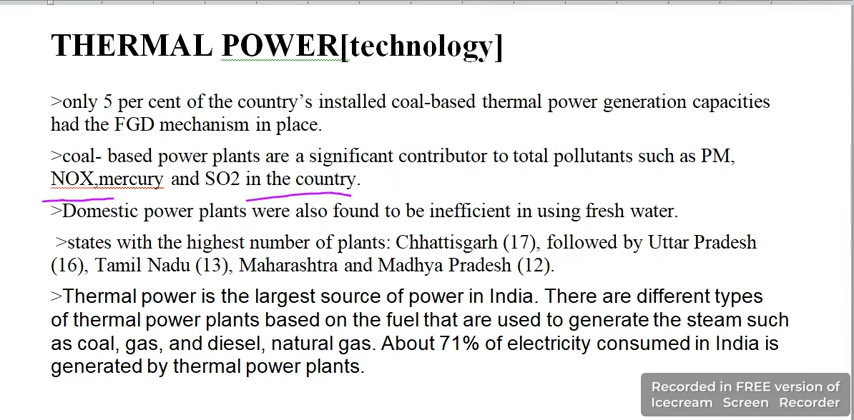 THERMAL POWER[technology]
>only 5 per cent of the country's installed coal-based thermal power generation capacities
had the FGD mechanism in place.
>coal- based power plants are a significant contributor to total pollutants such as PM,
NOX,mercury and SO2 in the country.
>Domestic power plants were also found to be inefficient in using fresh water.
>states with the highest number of plants: Chhattisgarh (17), followed by Uttar Pradesh
(16), Tamil Nadu (13), Maharashtra and Madhya Pradesh (12).
>Thermal power is the largest source of power in India. There are different types
of thermal power plants based on the fuel that are used to generate the steam such
as coal, gas, and diesel, natural gas. About 71% of electricity consumed in India is
generated by thermal power plants.
Recorded in FREE version of
Icecream Screen Recorder